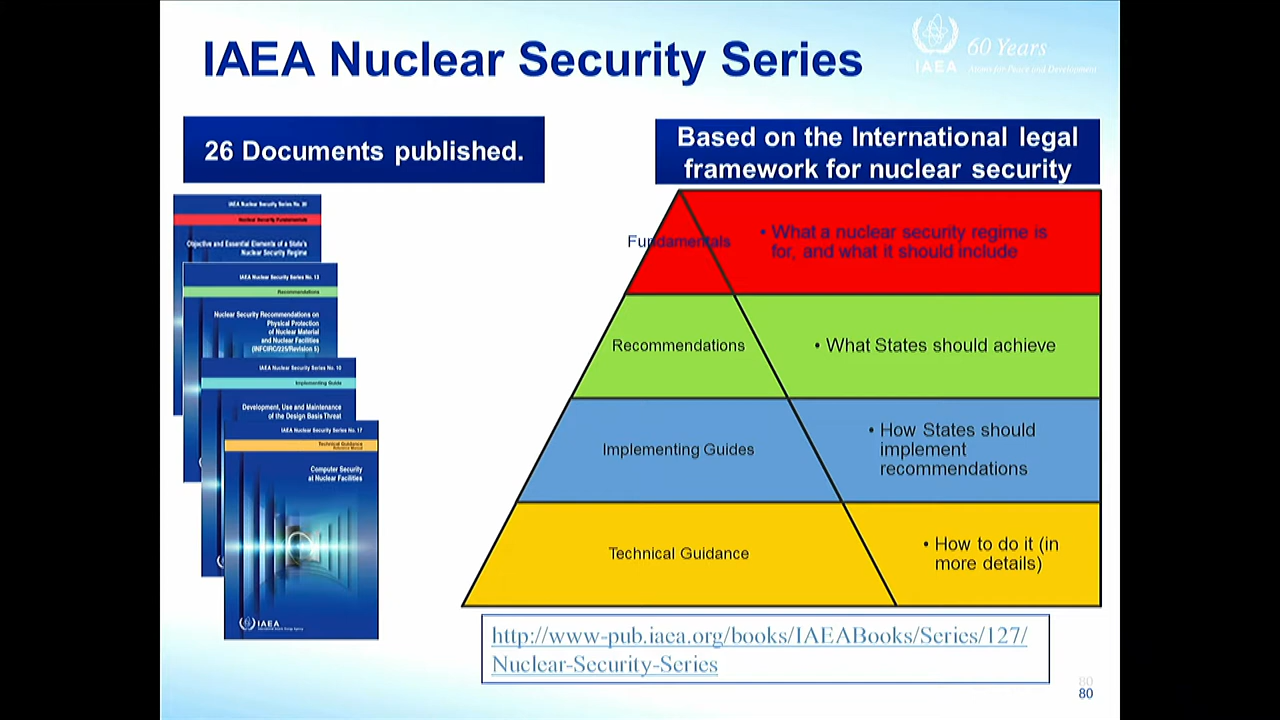 IAEA Nuclear Security Series
60 Years
IAEA
Atoms for Peace and Development
26 Documents published.
Based on the International legal
framework for nuclear security
IAEA Nuclear Security Series No. 20
Nuclear Security Fundamentals
Objective and Essential Elements of a State's
Nuclear Security Regime
IAEA Nuclear Security Series No. 13
Recommendations
Nuclear Security Recommendations on
Physical Protection
of Nuclear Material
and Nuclear Facilities
(INFCIRC/225/Revision 5)
IAEA Nuclear Security Series No. 10
Implementing Guide
Development, Use and Maintenance
of the Design Basis Threat
IAEA Nuclear Security Series No. 17
Technical Guidance
Reference Manual
Computer Security
at Nuclear Facilities
IAEA
International Atomic Energy Agency
Fundamentals
• What a nuclear security regime is
for, and what it should include
Recommendations
• What States should achieve
Implementing Guides
• How States should
implement
recommendations
Technical Guidance
• How to do it (in
more details)
http://www-pub.iaea.org/books/IAEABooks/Series/127/
Nuclear-Security-Series
80
80